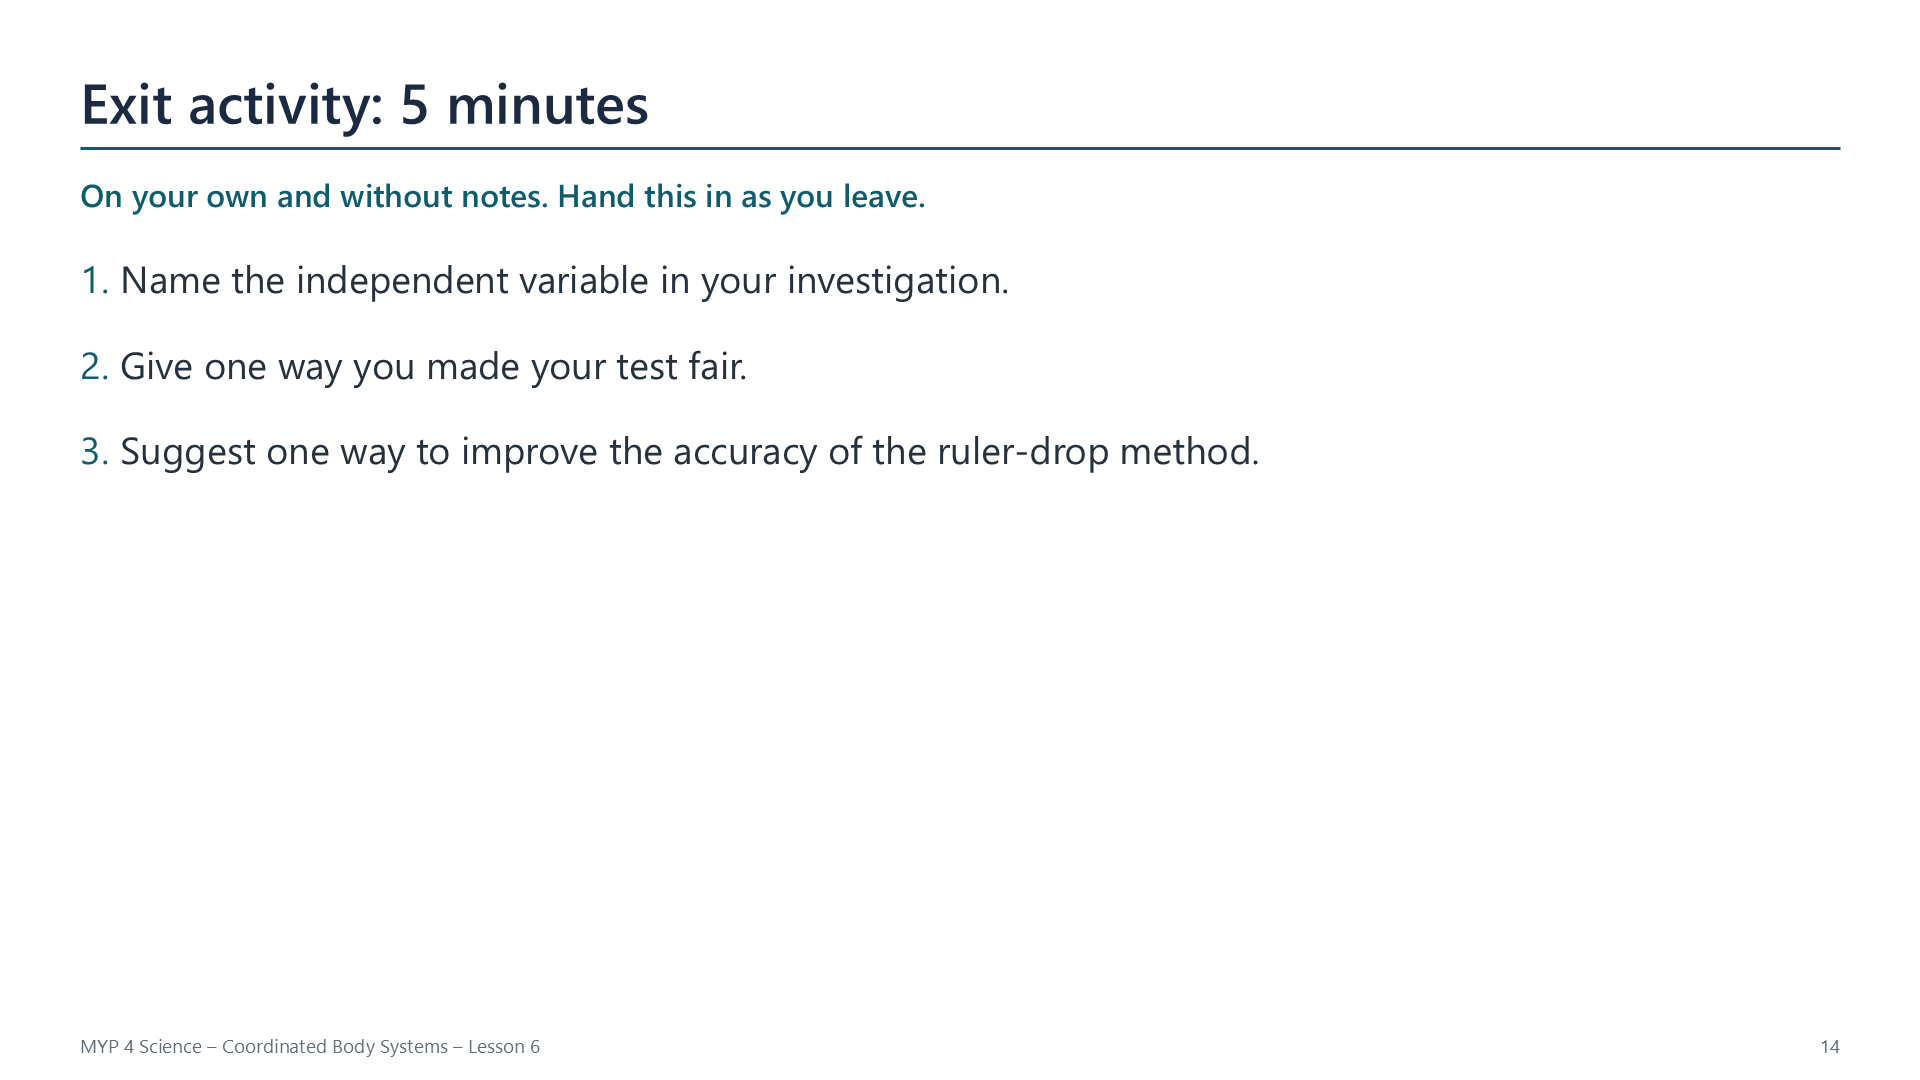 Exit activity: 5 minutes
On your own and without notes. Hand this in as you leave.
1. Name the independent variable in your investigation.
2. Give one way you made your test fair.
3. Suggest one way to improve the accuracy of the ruler-drop method.
MYP 4 Science – Coordinated Body Systems – Lesson 6
14